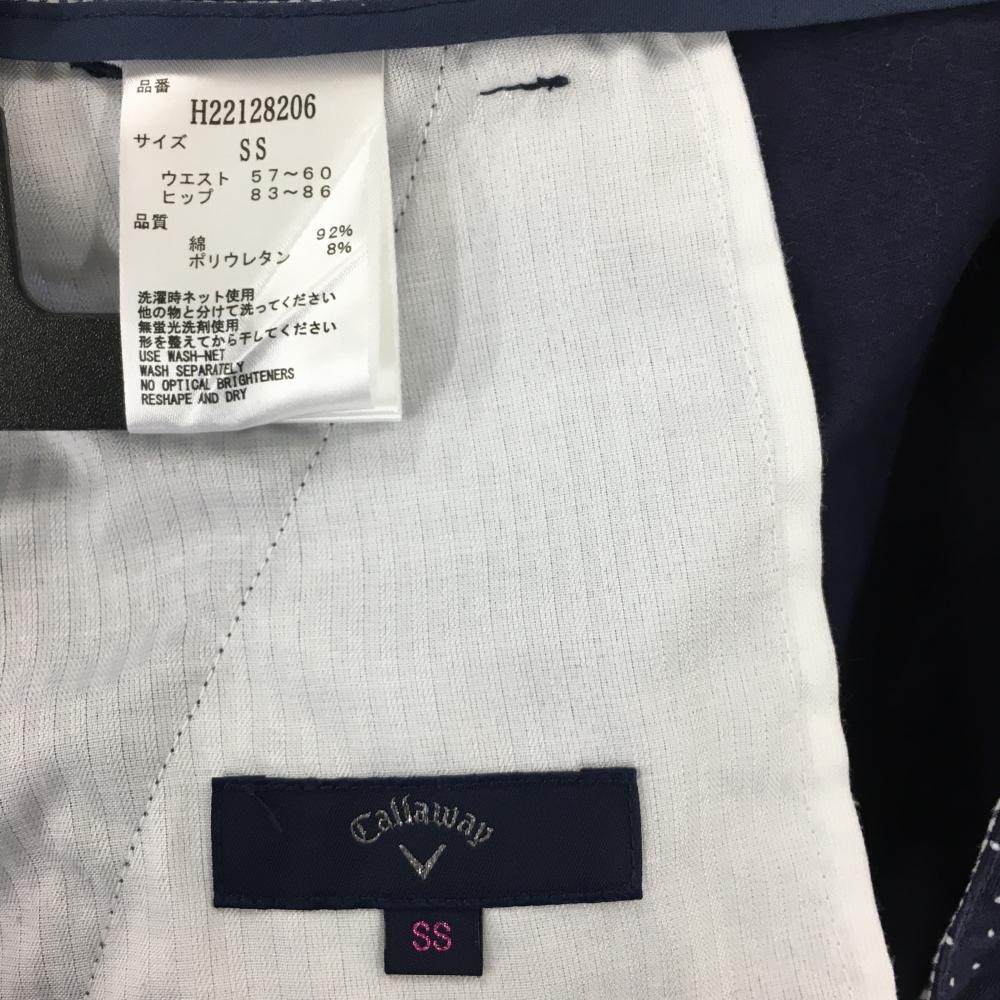 品番
H22128206
サイズ
SS
ウエスト 57～60
ヒップ 83～86
品質
綿 92%
ポリウレタン 8%
洗濯時ネット使用
他の物と分けて洗ってください
無蛍光洗剤使用
形を整えてから干してください
USE WASH-NET
WASH SEPARATELY
NO OPTICAL BRIGHTENERS
RESHAPE AND DRY
Callaway
SS